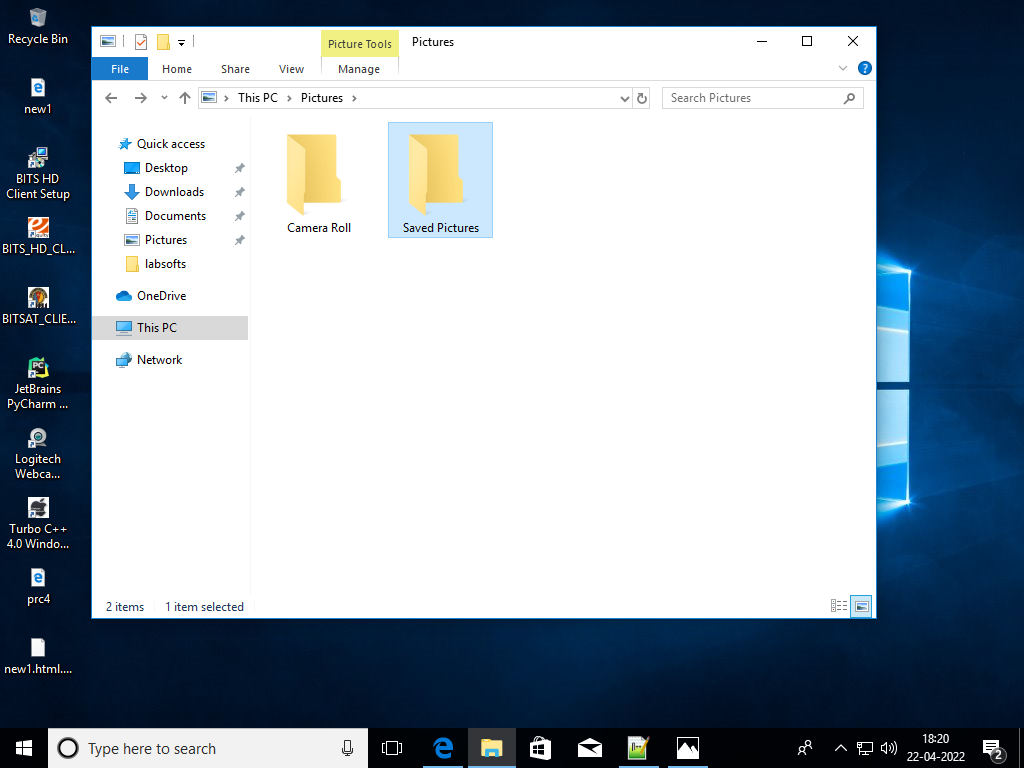 Recycle Bin
new1
BITS HD
Client Setup
BITS_HD_CL...
BITSAT_CLIE...
JetBrains
PyCharm ...
Logitech
Webca...
Turbo C++
4.0 Windo...
prc4
new1.html....
Picture Tools
Pictures
File
Home
Share
View
Manage
This PC
Pictures
Search Pictures
Quick access
Desktop
Downloads
Documents
Pictures
labsofts
OneDrive
This PC
Network
Camera Roll
Saved Pictures
2 items
1 item selected
Type here to search
18:20
22-04-2022
2